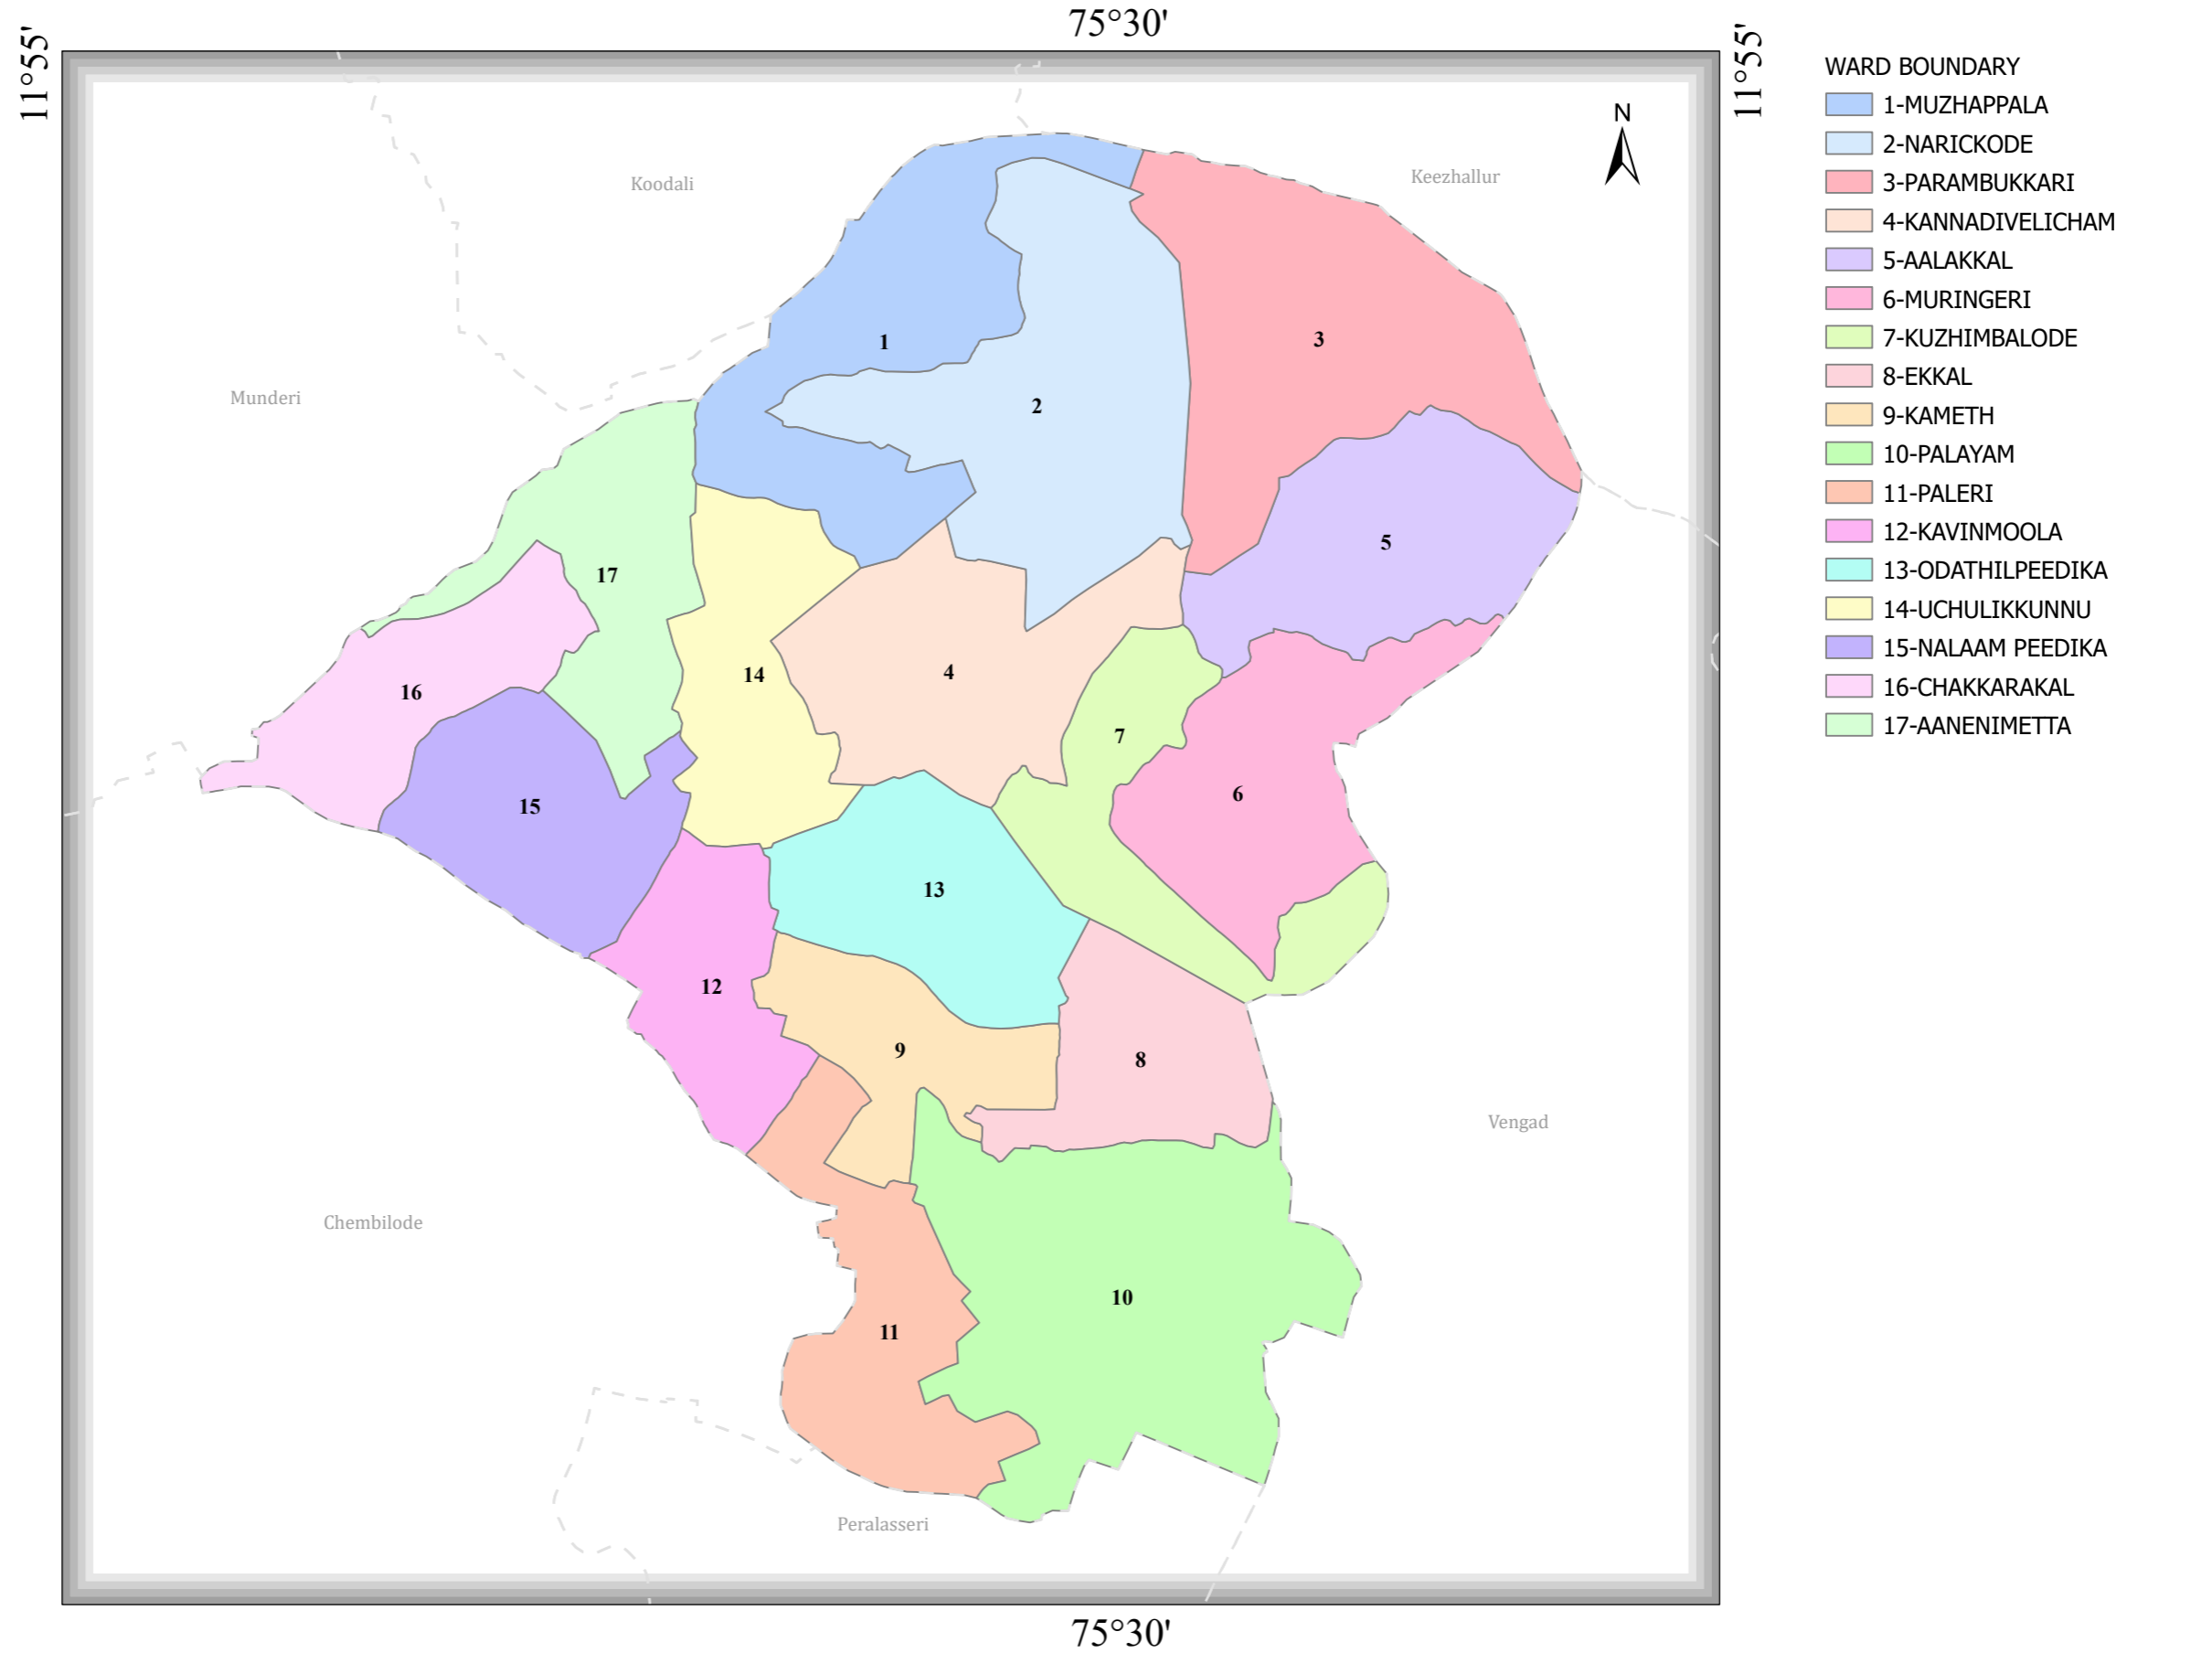 75°30'
11°55'
11°55'
WARD BOUNDARY
1-MUZHAPPALA
2-NARICKODE
3-PARAMBUKKARI
4-KANNADIVELICHAM
5-AALAKKAL
6-MURINGERI
7-KUZHIMBALODE
8-EKKAL
9-KAMETH
10-PALAYAM
11-PALERI
12-KAVINMOOLA
13-ODATHILPEEDIKA
14-UCHULIKKUNNU
15-NALAAM PEEDIKA
16-CHAKKARAKAL
17-AANENIMETTA
N
Koodali
Keezhallur
Munderi
1
3
2
5
17
16
14
4
7
6
15
13
12
9
8
Vengad
Chembilode
10
11
Peralasseri
75°30'